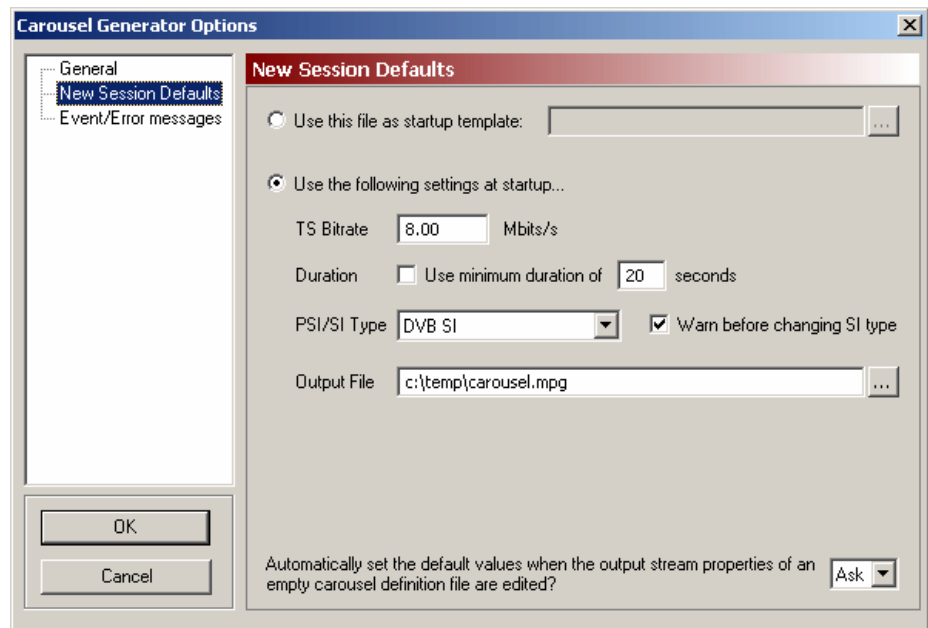 Carousel Generator Options
General
New Session Defaults
Event/Error messages
OK
Cancel
New Session Defaults
Use this file as startup template: ...
Use the following settings at startup...
TS Bitrate 8.00 Mbits/s
Duration Use minimum duration of 20 seconds
PSI/SI Type DVB SI Warn before changing SI type
Output File c:\temp\carousel.mpg ...
Automatically set the default values when the output stream properties of an
empty carousel definition file are edited? Ask